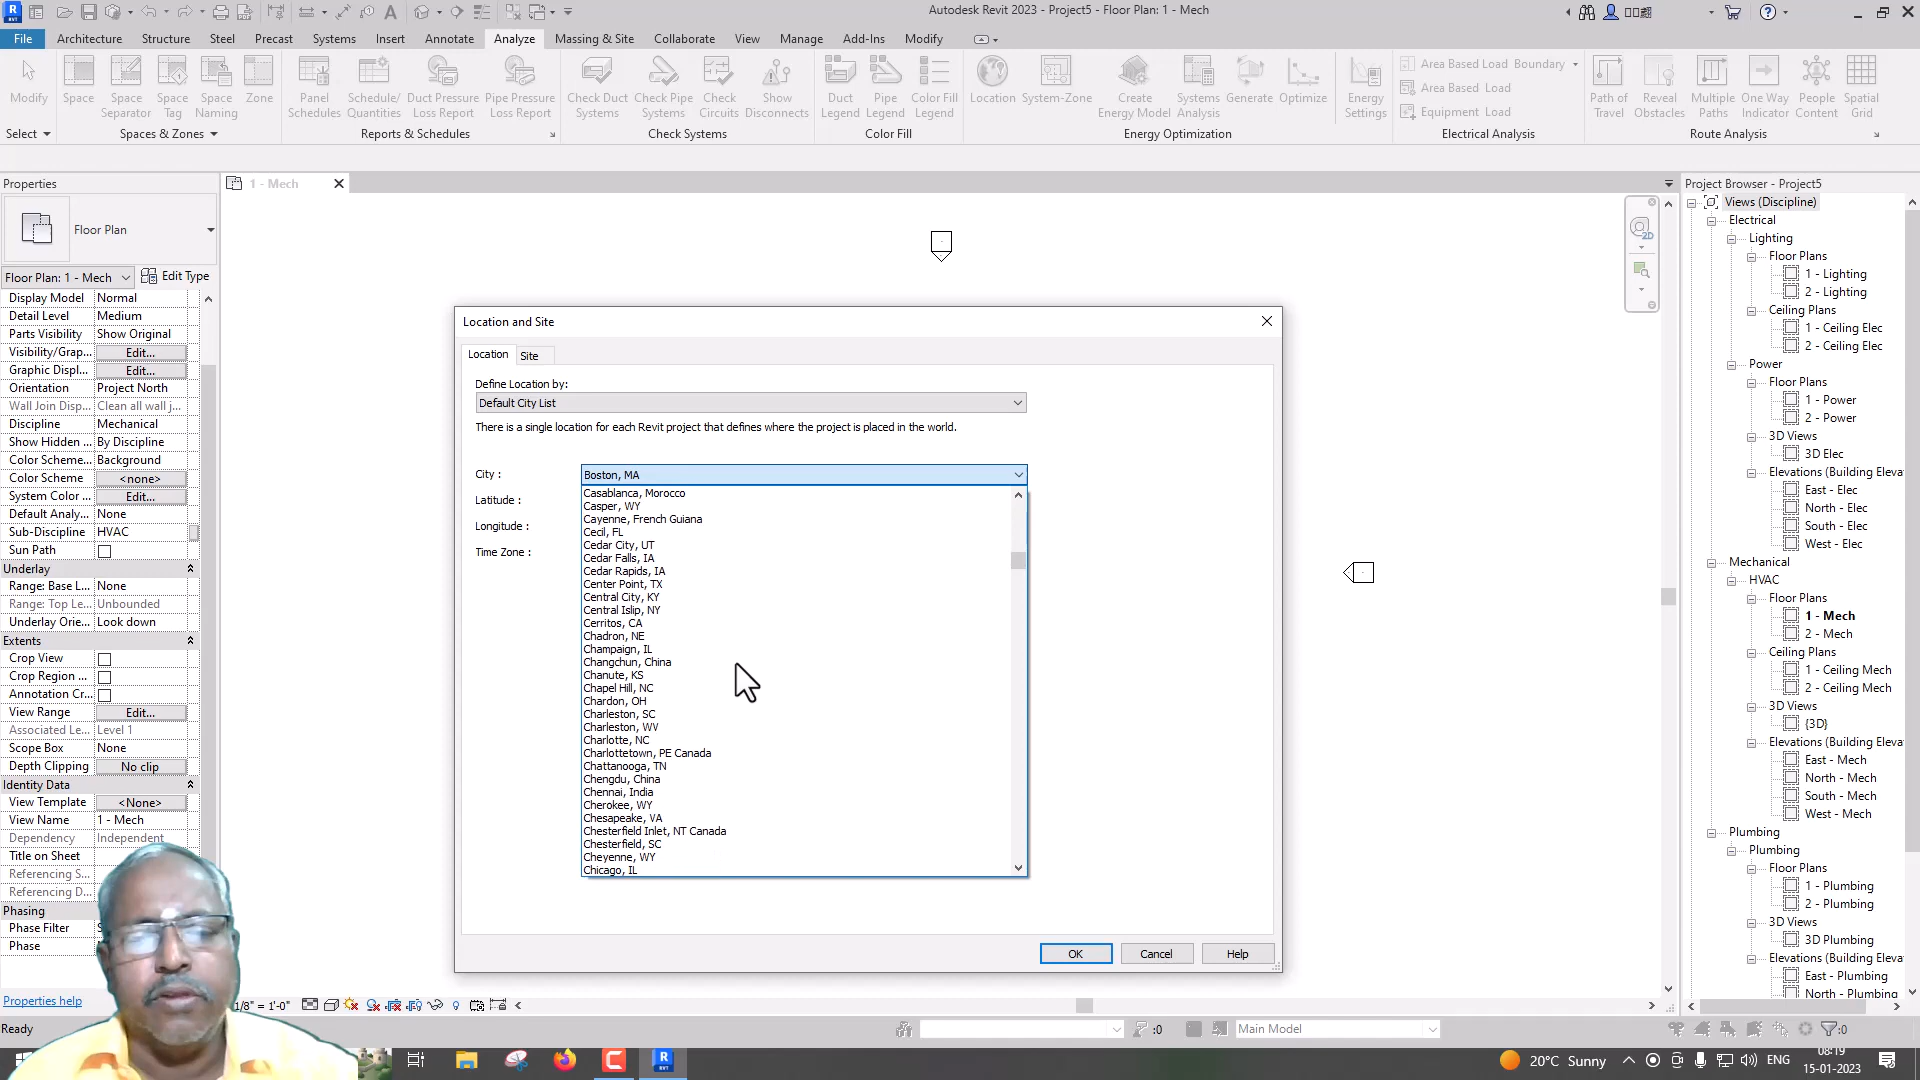 Autodesk Revit 2023 - Project5 - Floor Plan: 1 - Mech
File Architecture Structure Steel Precast Systems Insert Annotate Analyze Massing & Site Collaborate View Manage Add-Ins Modify
Modify
Space
Space Separator
Space Tag
Space Naming
Zone
Panel Schedules
Schedule/ Quantities
Duct Pressure Loss Report
Pipe Pressure Loss Report
Check Duct Systems
Check Pipe Systems
Check Circuits
Show Disconnects
Duct Legend
Pipe Legend
Color Fill Legend
Location
System-Zone
Create Energy Model
Systems Analysis
Generate
Optimize
Energy Settings
Area Based Load Boundary
Area Based Load
Equipment Load
Path of Travel
Reveal Obstacles
Multiple Paths
One Way Indicator
People Content
Spatial Grid
Select
Spaces & Zones
Reports & Schedules
Check Systems
Color Fill
Energy Optimization
Electrical Analysis
Route Analysis
Properties
Floor Plan
Floor Plan: 1 - Mech
Edit Type
Display Model Normal
Detail Level Medium
Parts Visibility Show Original
Visibility/Grap... Edit...
Graphic Displ... Edit...
Orientation Project North
Wall Join Disp... Clean all wall j...
Discipline Mechanical
Show Hidden ... By Discipline
Color Scheme... Background
Color Scheme <none>
System Color ... Edit...
Default Analy... None
Sub-Discipline HVAC
Sun Path
Underlay
Range: Base L... None
Range: Top Le... Unbounded
Underlay Orie... Look down
Extents
Crop View
Crop Region ...
Annotation Cr...
View Range Edit...
Associated Le... Level 1
Scope Box None
Depth Clipping No clip
Identity Data
View Template <None>
View Name 1 - Mech
Dependency Independent
Title on Sheet
Referencing S...
Referencing D...
Phasing
Phase Filter
Phase
Properties help
1 - Mech
Location and Site
Location Site
Define Location by:
Default City List
There is a single location for each Revit project that defines where the project is placed in the world.
City : Boston, MA
Latitude :
Longitude :
Time Zone :
Casablanca, Morocco
Casper, WY
Cayenne, French Guiana
Cecil, FL
Cedar City, UT
Cedar Falls, IA
Cedar Rapids, IA
Center Point, TX
Central City, KY
Central Islip, NY
Cerritos, CA
Chadron, NE
Champaign, IL
Changchun, China
Chanute, KS
Chapel Hill, NC
Chardon, OH
Charleston, SC
Charleston, WV
Charlotte, NC
Charlottetown, PE Canada
Chattanooga, TN
Chengdu, China
Chennai, India
Cherokee, WY
Chesapeake, VA
Chesterfield Inlet, NT Canada
Chesterfield, SC
Cheyenne, WY
Chicago, IL
OK Cancel Help
Project Browser - Project5
Views (Discipline)
Electrical
Lighting
Floor Plans
1 - Lighting
2 - Lighting
Ceiling Plans
1 - Ceiling Elec
2 - Ceiling Elec
Power
Floor Plans
1 - Power
2 - Power
3D Views
3D Elec
Elevations (Building Eleva
East - Elec
North - Elec
South - Elec
West - Elec
Mechanical
HVAC
Floor Plans
1 - Mech
2 - Mech
Ceiling Plans
1 - Ceiling Mech
2 - Ceiling Mech
3D Views
{3D}
Elevations (Building Eleva
East - Mech
North - Mech
South - Mech
West - Mech
Plumbing
Plumbing
Floor Plans
1 - Plumbing
2 - Plumbing
3D Views
3D Plumbing
Elevations (Building Eleva
East - Plumbing
North - Plumbing
1/8" = 1'-0"
Ready
:0
Main Model
:0
20°C Sunny
ENG
08:19
15-01-2023